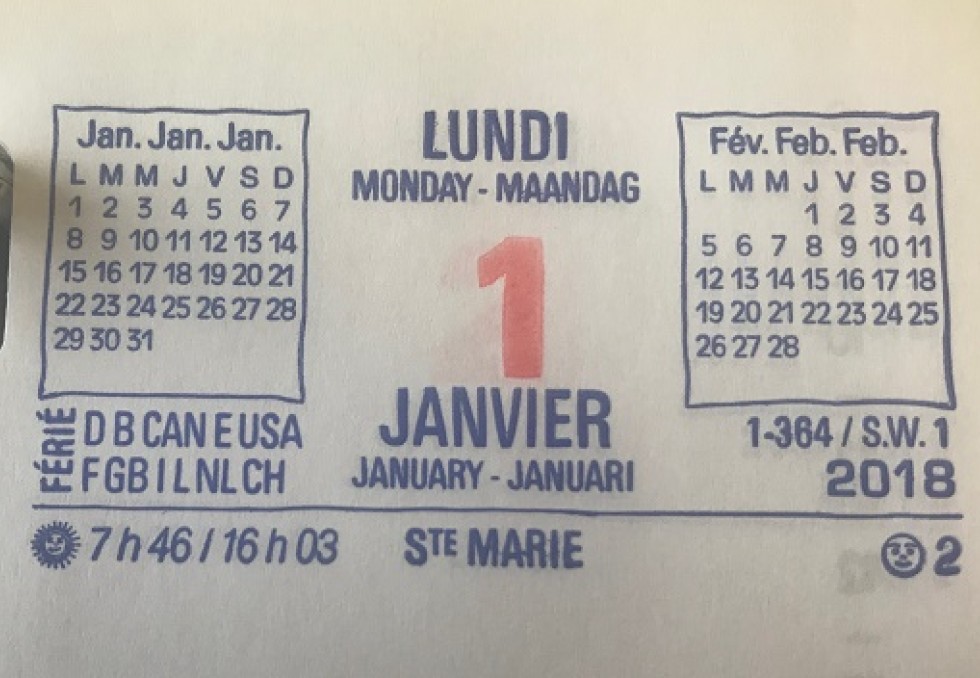 Jan. Jan. Jan.
L M M J V S D
1 2 3 4 5 6 7
8 9 10 11 12 13 14
15 16 17 18 19 20 21
22 23 24 25 26 27 28
29 30 31
LUNDI
MONDAY - MAANDAG
1
JANVIER
JANUARY - JANUARI
Fév. Feb. Feb.
L M M J V S D
1 2 3 4
5 6 7 8 9 10 11
12 13 14 15 16 17 18
19 20 21 22 23 24 25
26 27 28
FÉRIÉ
D B CAN E USA
F GB I L NL CH
1-364 / S.W. 1
2018
7 h 46 / 16 h 03
STE MARIE
2